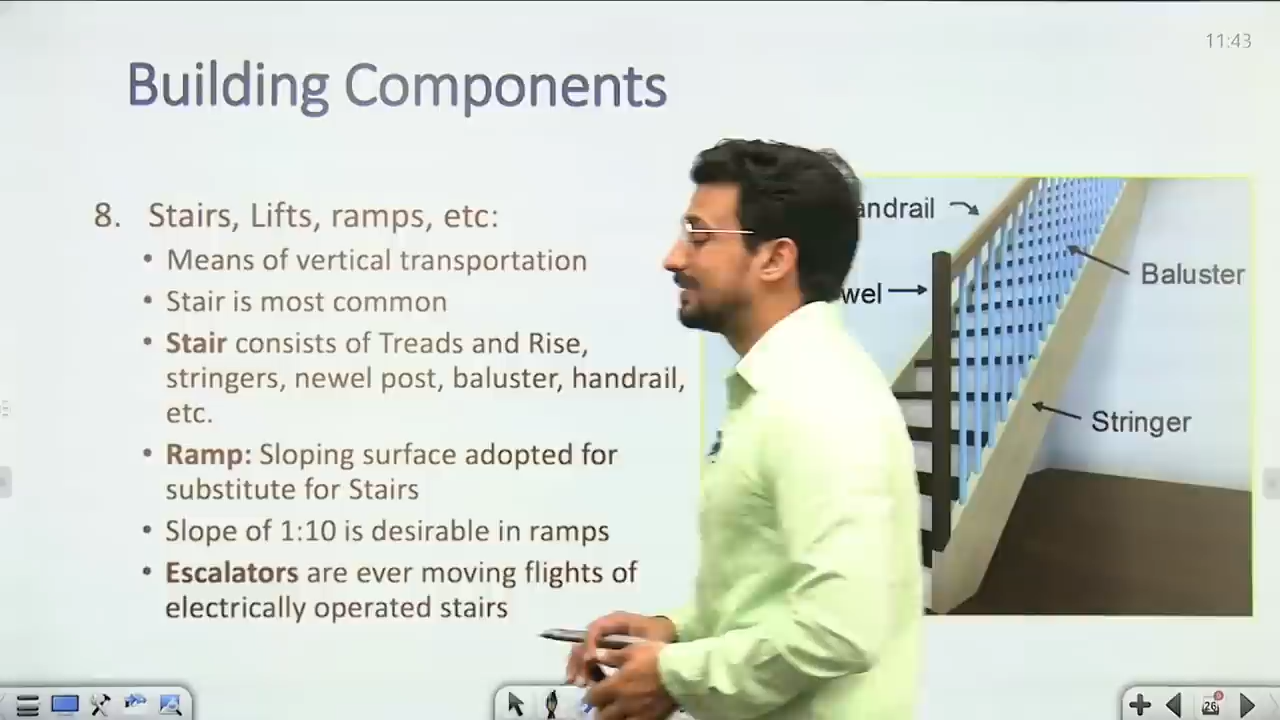 11:43
Building Components
8. Stairs, Lifts, ramps, etc:
• Means of vertical transportation
• Stair is most common
• Stair consists of Treads and Rise,
stringers, newel post, baluster, handrail,
etc.
• Ramp: Sloping surface adopted for
substitute for Stairs
• Slope of 1:10 is desirable in ramps
• Escalators are ever moving flights of
electrically operated stairs
andrail
wel
Baluster
Stringer
26